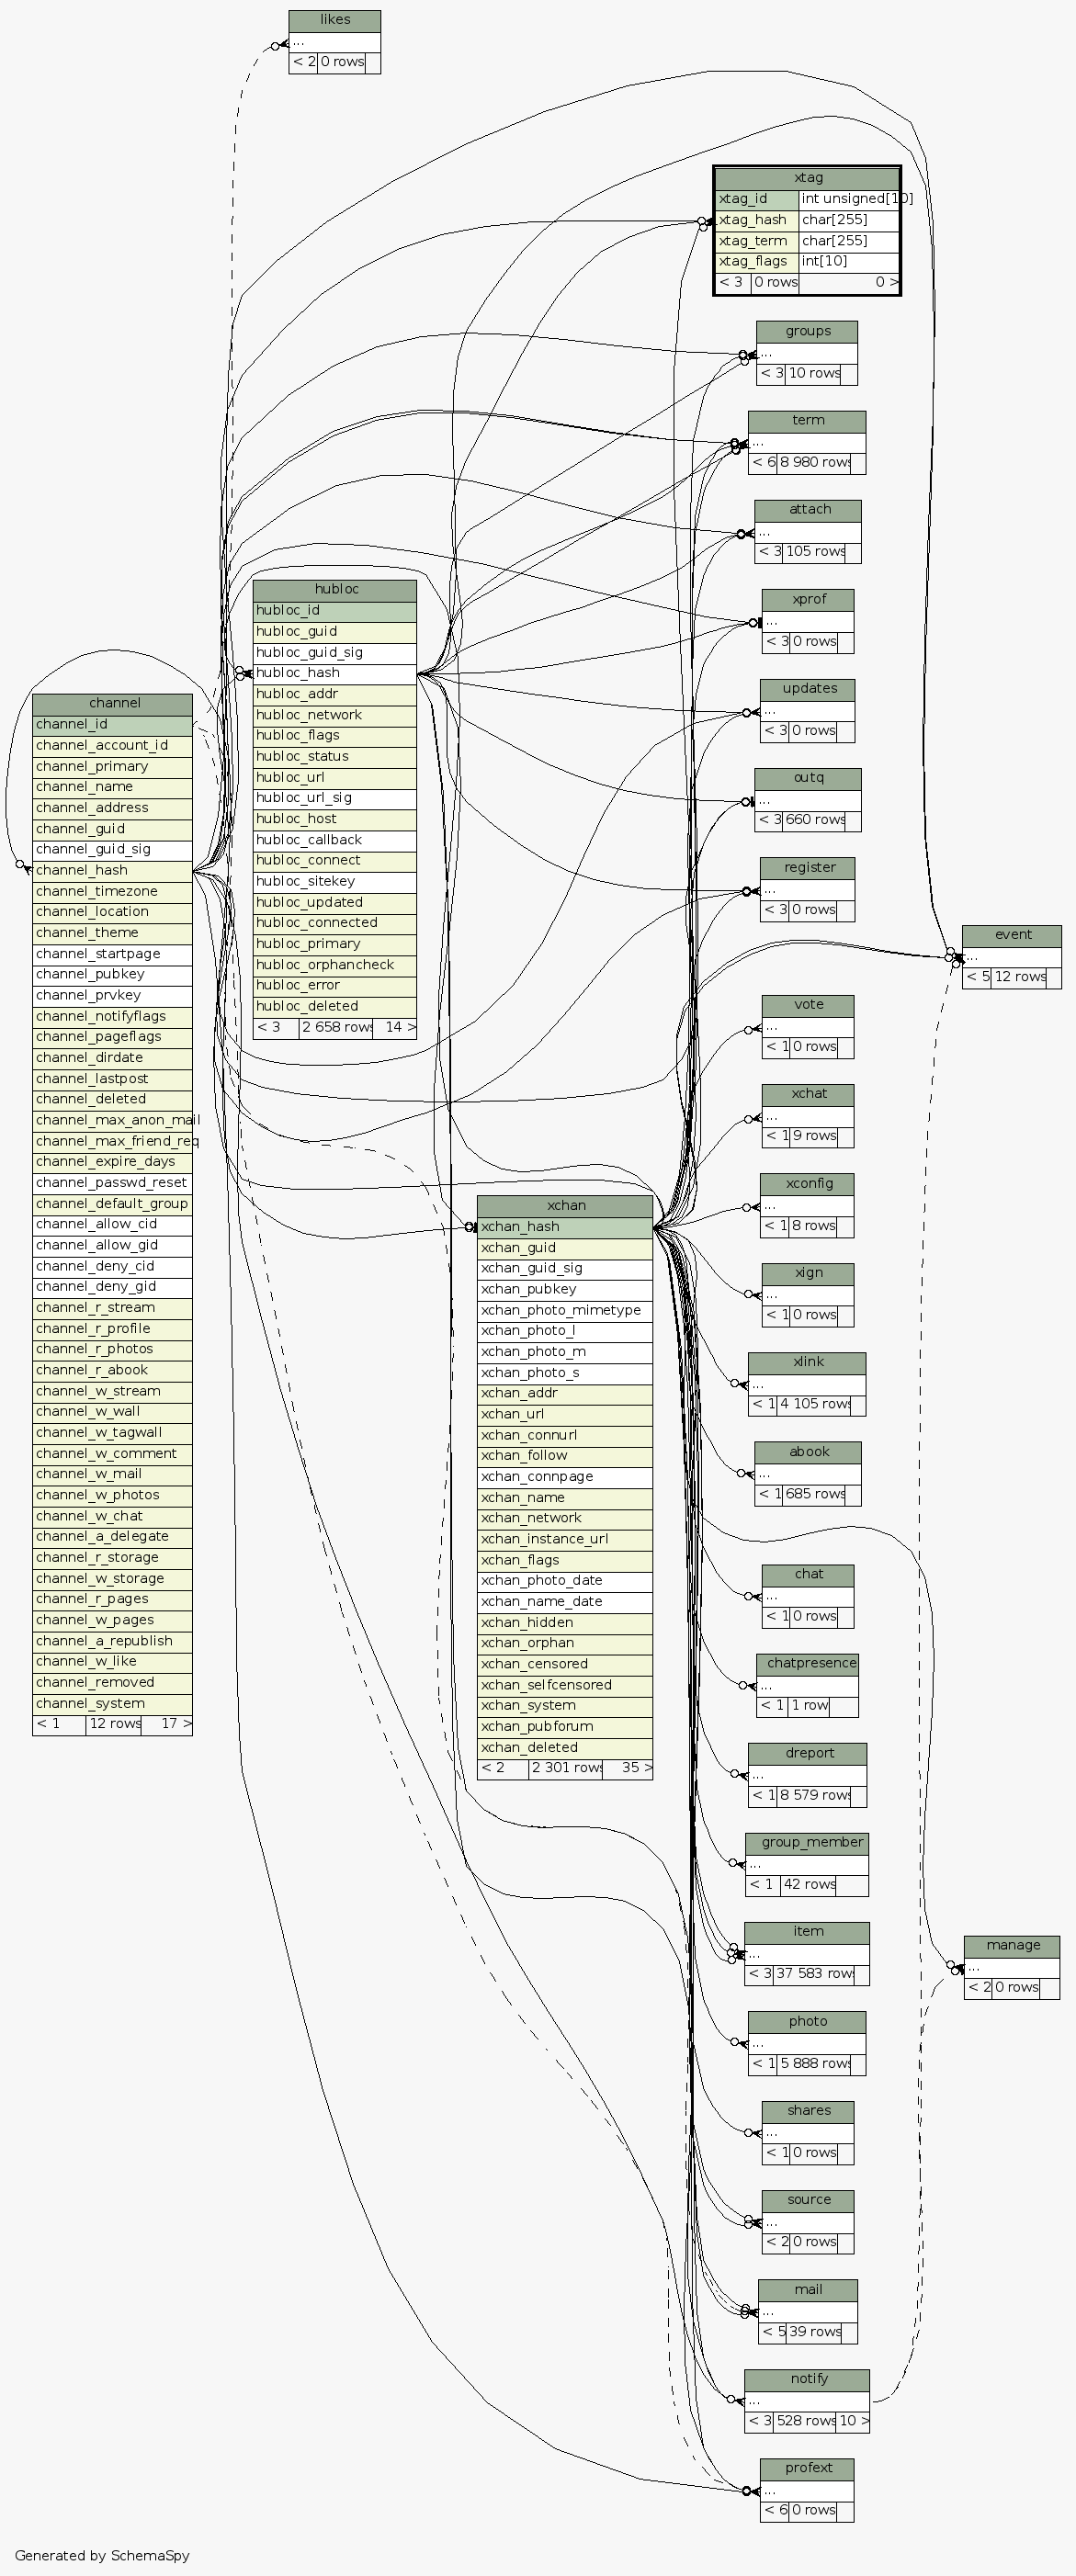 likes
...
< 2 0 rows
xtag
xtag_id int unsigned[10]
xtag_hash char[255]
xtag_term char[255]
xtag_flags int[10]
< 3 0 rows 0 >
groups
...
< 3 10 rows
term
...
< 6 8 980 rows
attach
...
< 3 105 rows
xprof
...
< 3 0 rows
updates
...
< 3 0 rows
outq
...
< 3 660 rows
register
...
< 3 0 rows
event
...
< 5 12 rows
hubloc
hubloc_id
hubloc_guid
hubloc_guid_sig
hubloc_hash
hubloc_addr
hubloc_network
hubloc_flags
hubloc_status
hubloc_url
hubloc_url_sig
hubloc_host
hubloc_callback
hubloc_connect
hubloc_sitekey
hubloc_updated
hubloc_connected
hubloc_primary
hubloc_orphancheck
hubloc_error
hubloc_deleted
< 3 2 658 rows 14 >
channel
channel_id
channel_account_id
channel_primary
channel_name
channel_address
channel_guid
channel_guid_sig
channel_hash
channel_timezone
channel_location
channel_theme
channel_startpage
channel_pubkey
channel_prvkey
channel_notifyflags
channel_pageflags
channel_dirdate
channel_lastpost
channel_deleted
channel_max_anon_mail
channel_max_friend_req
channel_expire_days
channel_passwd_reset
channel_default_group
channel_allow_cid
channel_allow_gid
channel_deny_cid
channel_deny_gid
channel_r_stream
channel_r_profile
channel_r_photos
channel_r_abook
channel_w_stream
channel_w_wall
channel_w_tagwall
channel_w_comment
channel_w_mail
channel_w_photos
channel_w_chat
channel_a_delegate
channel_r_storage
channel_w_storage
channel_r_pages
channel_w_pages
channel_a_republish
channel_w_like
channel_removed
channel_system
< 1 12 rows 17 >
xchan
xchan_hash
xchan_guid
xchan_guid_sig
xchan_pubkey
xchan_photo_mimetype
xchan_photo_l
xchan_photo_m
xchan_photo_s
xchan_addr
xchan_url
xchan_connurl
xchan_follow
xchan_connpage
xchan_name
xchan_network
xchan_instance_url
xchan_flags
xchan_photo_date
xchan_name_date
xchan_hidden
xchan_orphan
xchan_censored
xchan_selfcensored
xchan_system
xchan_pubforum
xchan_deleted
< 2 2 301 rows 35 >
vote
...
< 1 0 rows
xchat
...
< 1 9 rows
xconfig
...
< 1 8 rows
xign
...
< 1 0 rows
xlink
...
< 1 4 105 rows
abook
...
< 1 685 rows
chat
...
< 1 0 rows
chatpresence
...
< 1 1 row
dreport
...
< 1 8 579 rows
group_member
...
< 1 42 rows
item
...
< 3 37 583 rows
manage
...
< 2 0 rows
photo
...
< 1 5 888 rows
shares
...
< 1 0 rows
source
...
< 2 0 rows
mail
...
< 5 39 rows
notify
...
< 3 528 rows 10 >
profext
...
< 6 0 rows
Generated by SchemaSpy